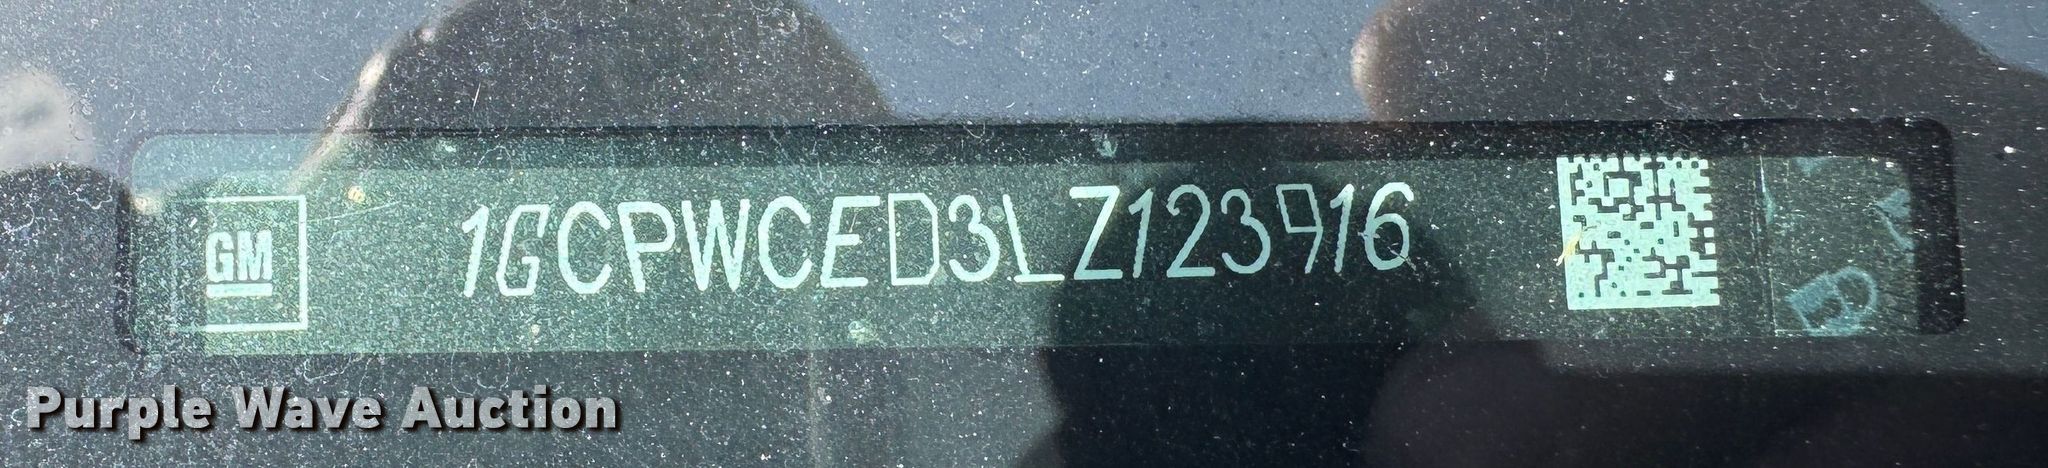 GM 1GCPWCED3LZ123916
Purple Wave Auction